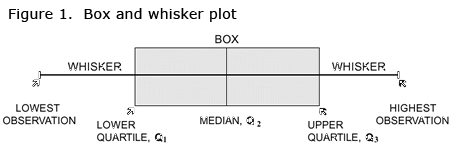 Figure 1. Box and whisker plot
BOX
WHISKER
WHISKER
LOWEST
OBSERVATION
LOWER
QUARTILE, Q1
MEDIAN, Q2
UPPER
QUARTILE, Q3
HIGHEST
OBSERVATION